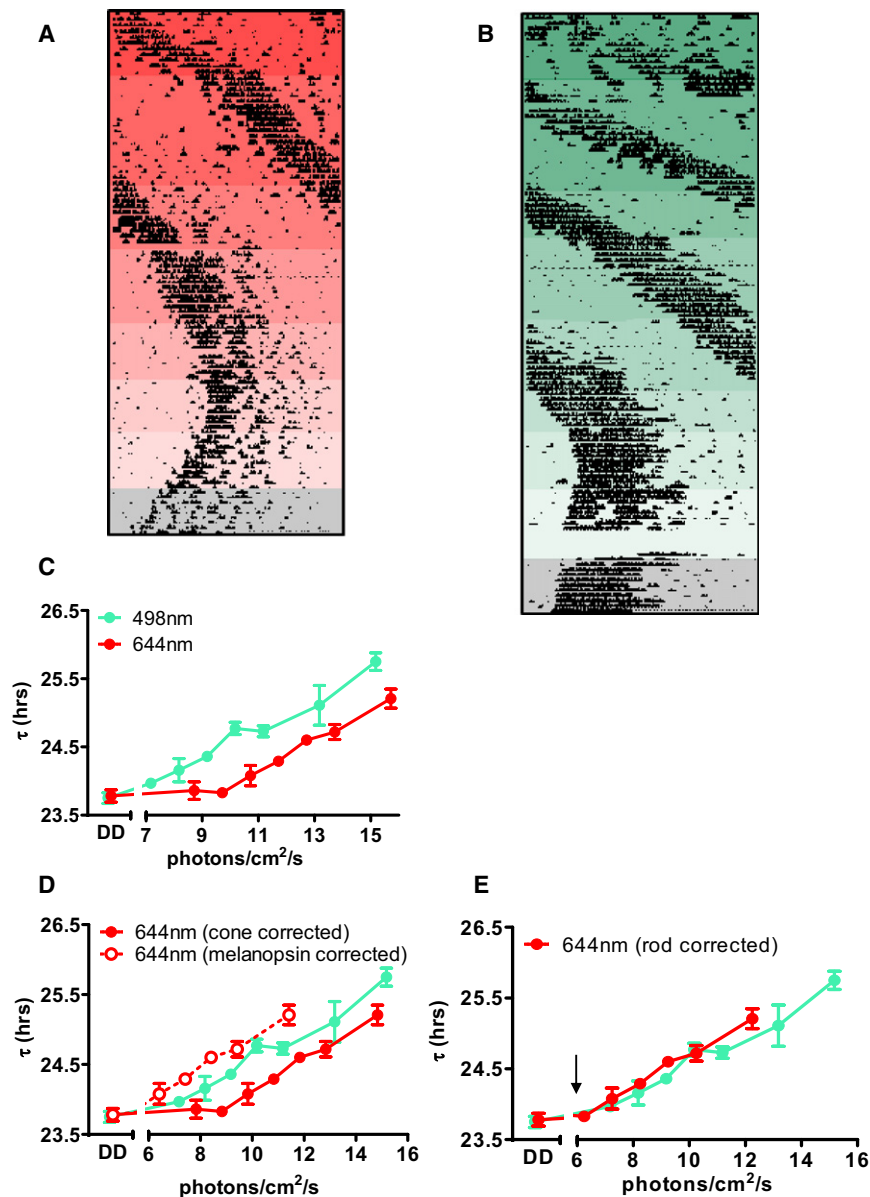 A
B
C
26.5
498nm
644nm
25.5
24.5
23.5
τ (hrs)
DD 7 9 11 13 15
photons/cm²/s
D
26.5
644nm (cone corrected)
644nm (melanopsin corrected)
25.5
24.5
23.5
τ (hrs)
DD 6 8 10 12 14 16
photons/cm²/s
E
26.5
644nm (rod corrected)
25.5
24.5
23.5
τ (hrs)
DD 6 8 10 12 14 16
photons/cm²/s